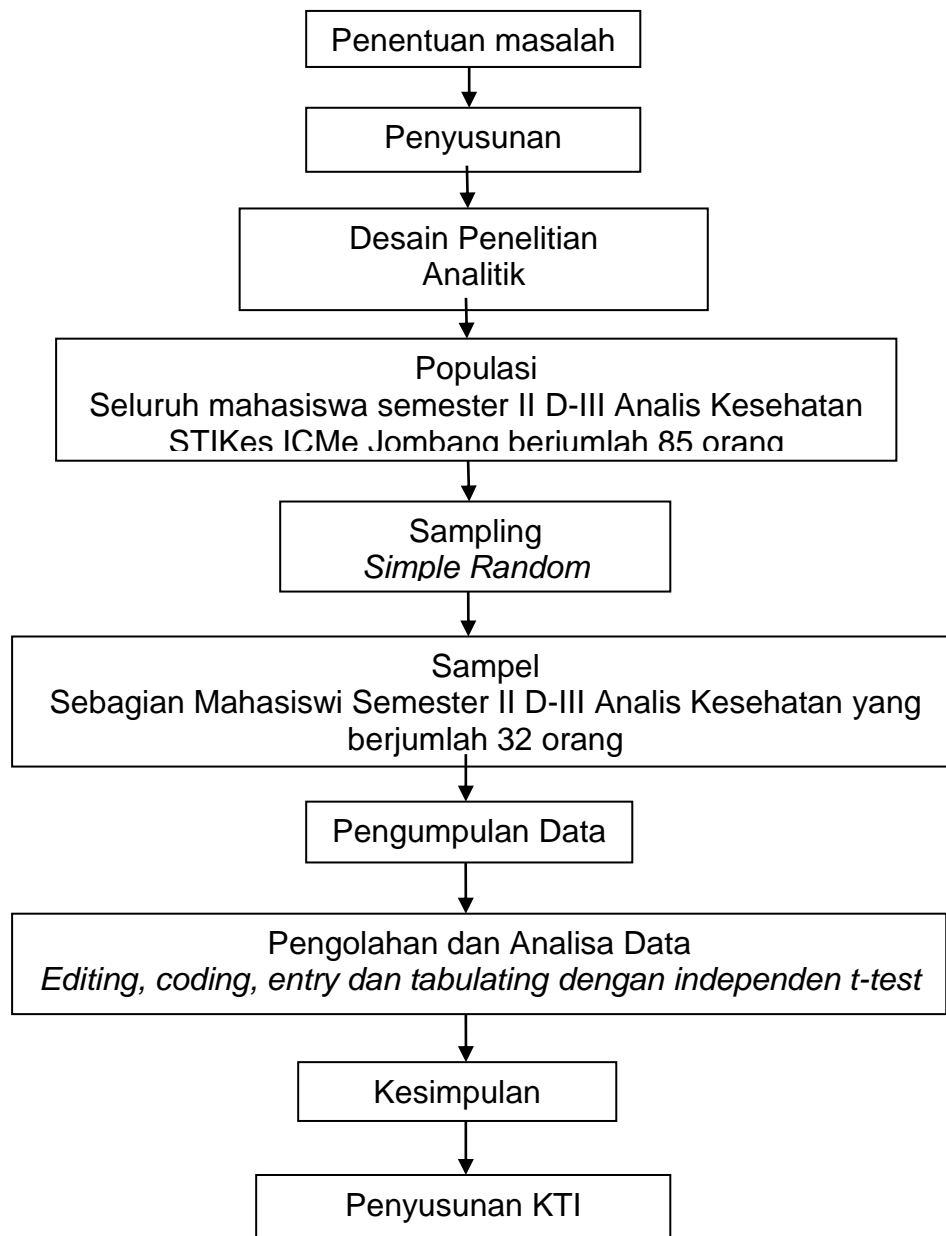 Penentuan masalah
Penyusunan
Desain Penelitian
Analitik
Populasi
Seluruh mahasiswa semester II D-III Analis Kesehatan
STIKes ICMe Jombang berjumlah 85 orang
Sampling
Simple Random
Sampel
Sebagian Mahasiswi Semester II D-III Analis Kesehatan yang
berjumlah 32 orang
Pengumpulan Data
Pengolahan dan Analisa Data
Editing, coding, entry dan tabulating dengan independen t-test
Kesimpulan
Penyusunan KTI